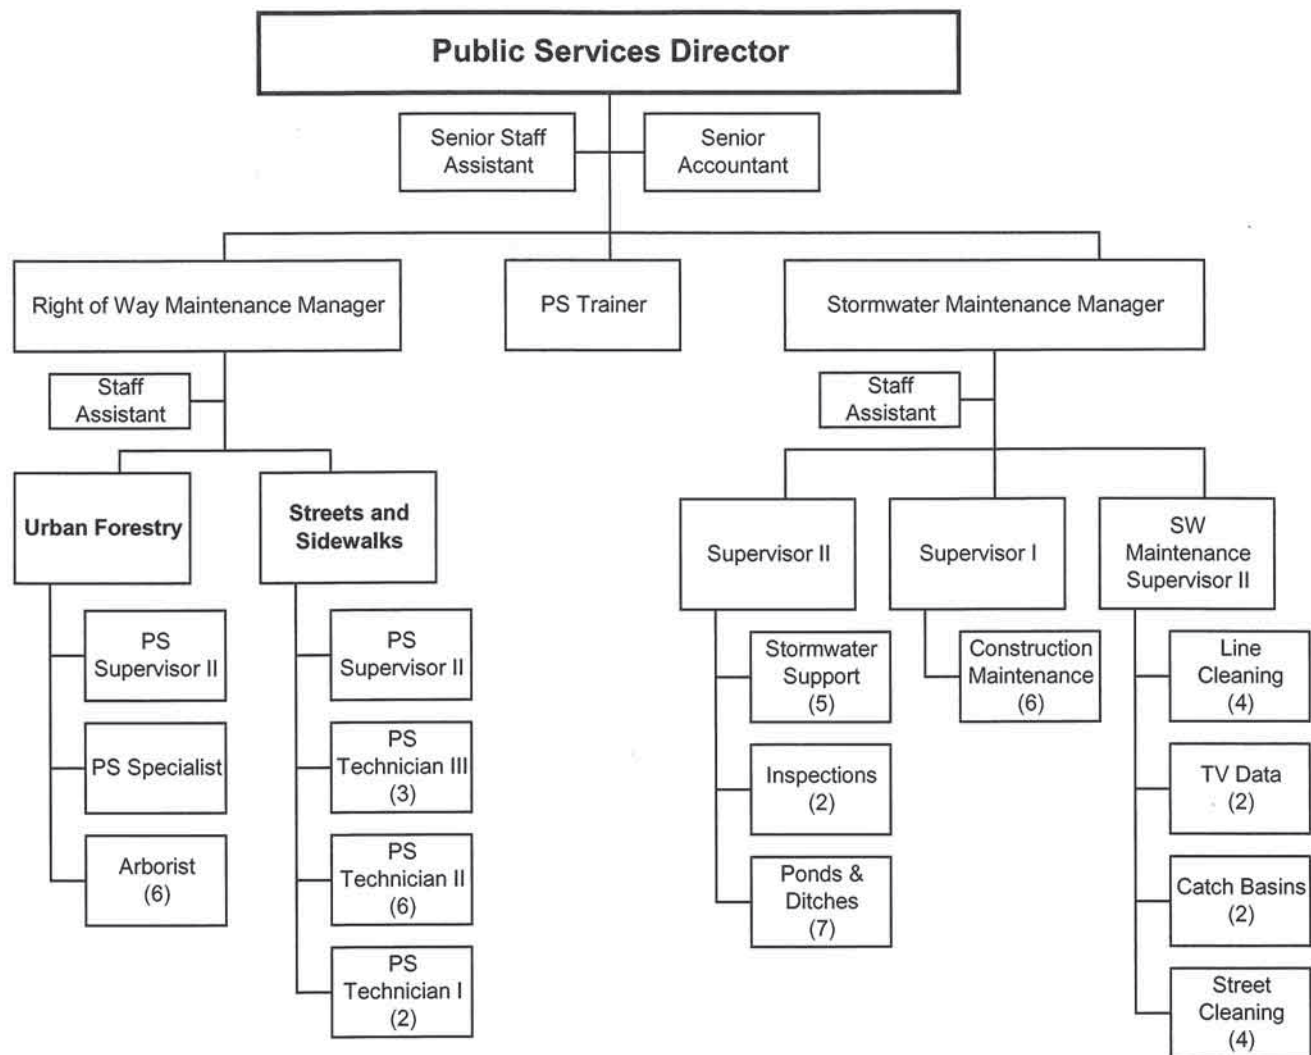 Public Services Director
Senior Staff
Assistant
Senior
Accountant
Right of Way Maintenance Manager
PS Trainer
Stormwater Maintenance Manager
Staff
Assistant
Staff
Assistant
Urban Forestry
Streets and
Sidewalks
Supervisor II
Supervisor I
SW
Maintenance
Supervisor II
PS
Supervisor II
PS Specialist
Arborist
(6)
PS
Supervisor II
PS
Technician III
(3)
PS
Technician II
(6)
PS
Technician I
(2)
Stormwater
Support
(5)
Inspections
(2)
Ponds &
Ditches
(7)
Construction
Maintenance
(6)
Line
Cleaning
(4)
TV Data
(2)
Catch Basins
(2)
Street
Cleaning
(4)